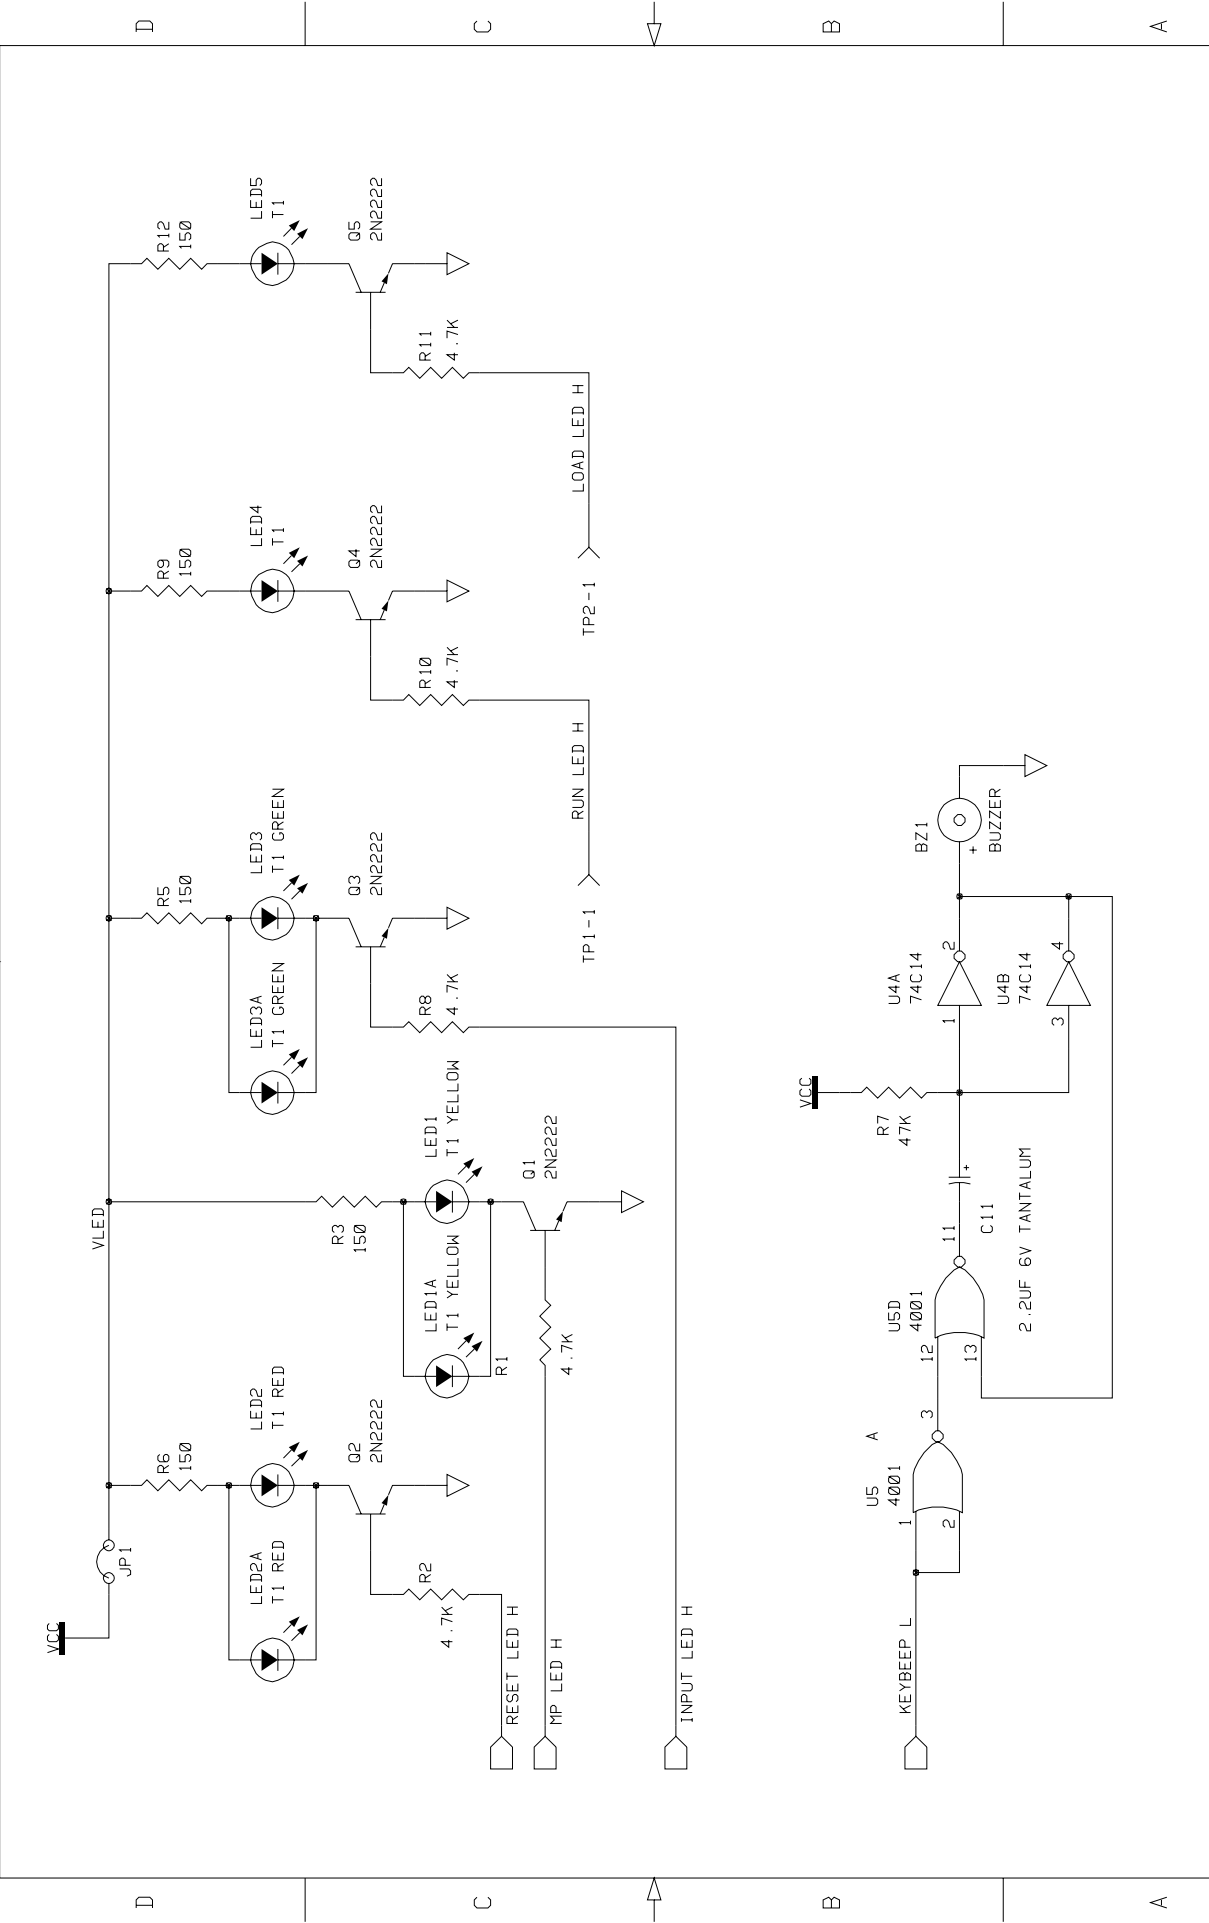 D
C
B
A
VCC
JP1
VLED
R6
150
LED2
T1 RED
LED2A
T1 RED
Q2
2N2222
R2
4.7K
RESET LED H
R3
150
LED1
T1 YELLOW
LED1A
T1 YELLOW
Q1
2N2222
R1
4.7K
MP LED H
R5
150
LED3
T1 GREEN
LED3A
T1 GREEN
Q3
2N2222
R8
4.7K
INPUT LED H
R9
150
LED4
T1
Q4
2N2222
R10
4.7K
RUN LED H
TP1-1
R12
150
LED5
T1
Q5
2N2222
R11
4.7K
LOAD LED H
TP2-1
KEYBEEP L
U5 A
4001
1
2
3
U5D
4001
12
13
11
C11
2.2UF 6V TANTALUM
+
VCC
R7
47K
U4A
74C14
1
2
U4B
74C14
3
4
BZ1
+
BUZZER
D
C
B
A